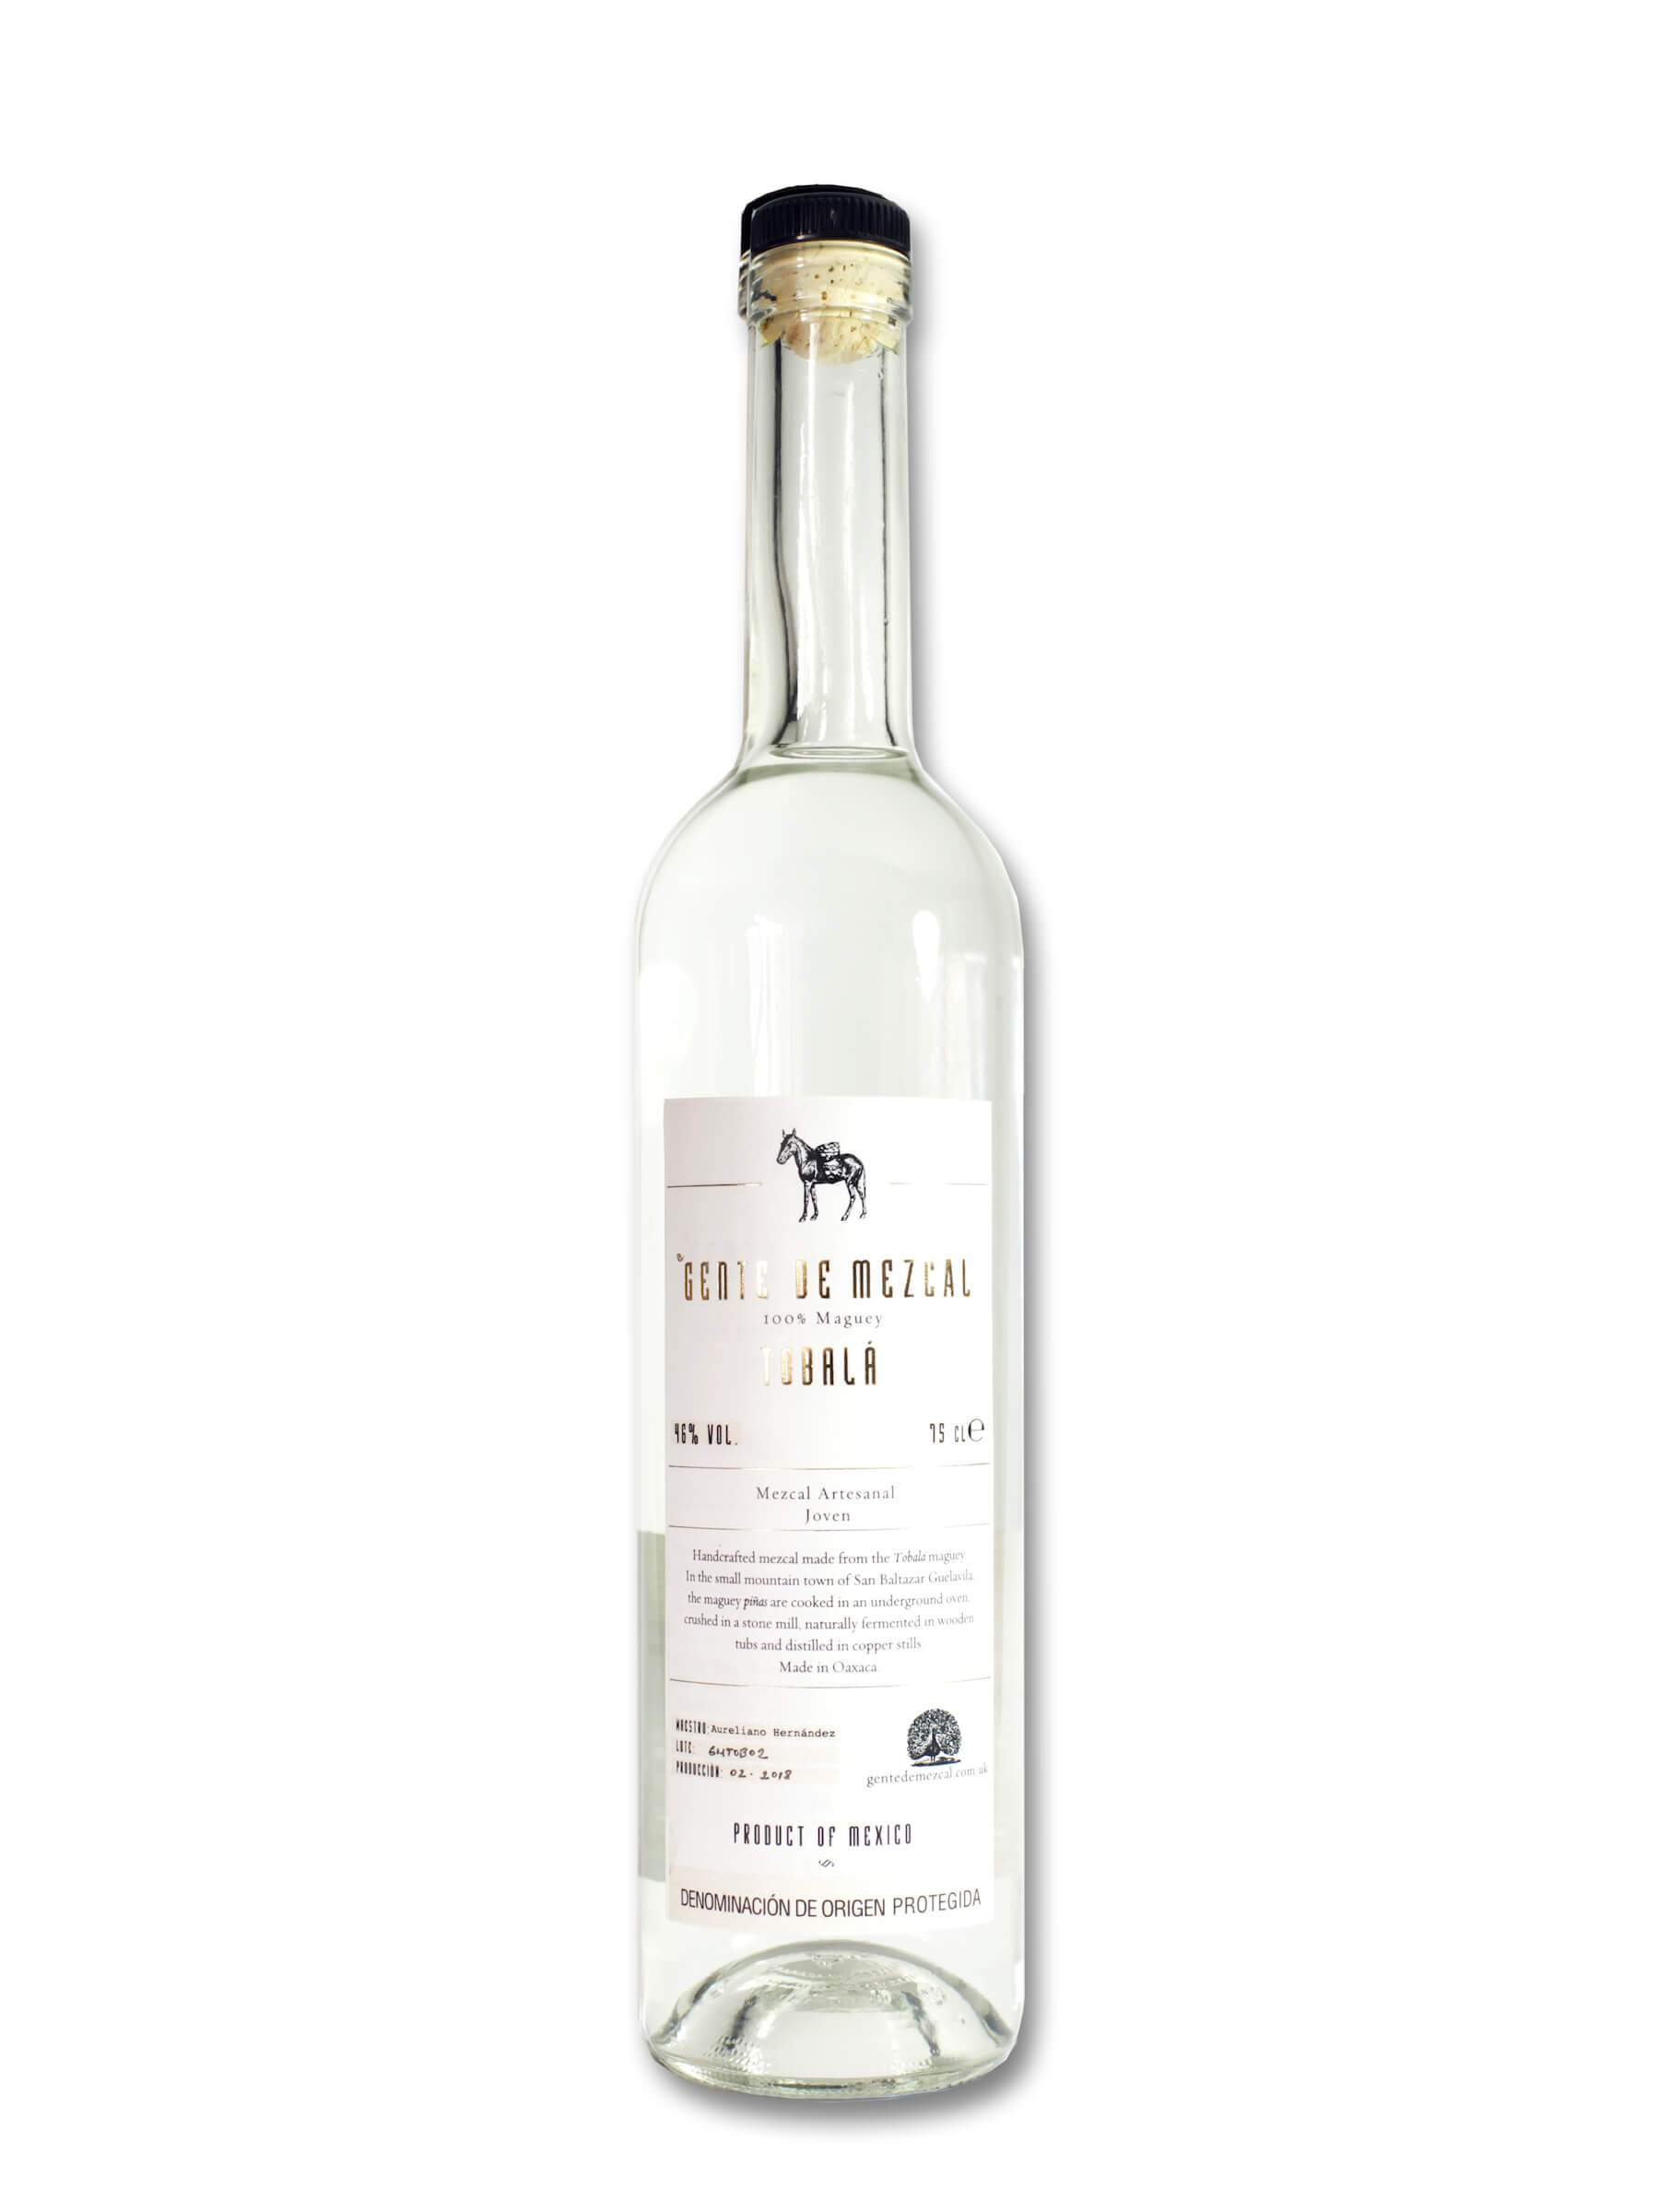 GENTE DE MEZCAL
100% Maguey
TOBALÁ
46% VOL.
75 CL e
Mezcal Artesanal
Joven
Handcrafted mezcal made from the Tobalá maguey.
In the small mountain town of San Baltazar Guelavila,
the maguey piñas are cooked in an underground oven,
crushed in a stone mill, naturally fermented in wooden
tubs and distilled in copper stills
Made in Oaxaca
MAESTRO: Aureliano Hernández
LOTE: GMTOB02
PRODUCCIÓN: 02 - 2018
gentedemezcal.com/uk
PRODUCT OF MEXICO
DENOMINACIÓN DE ORIGEN PROTEGIDA